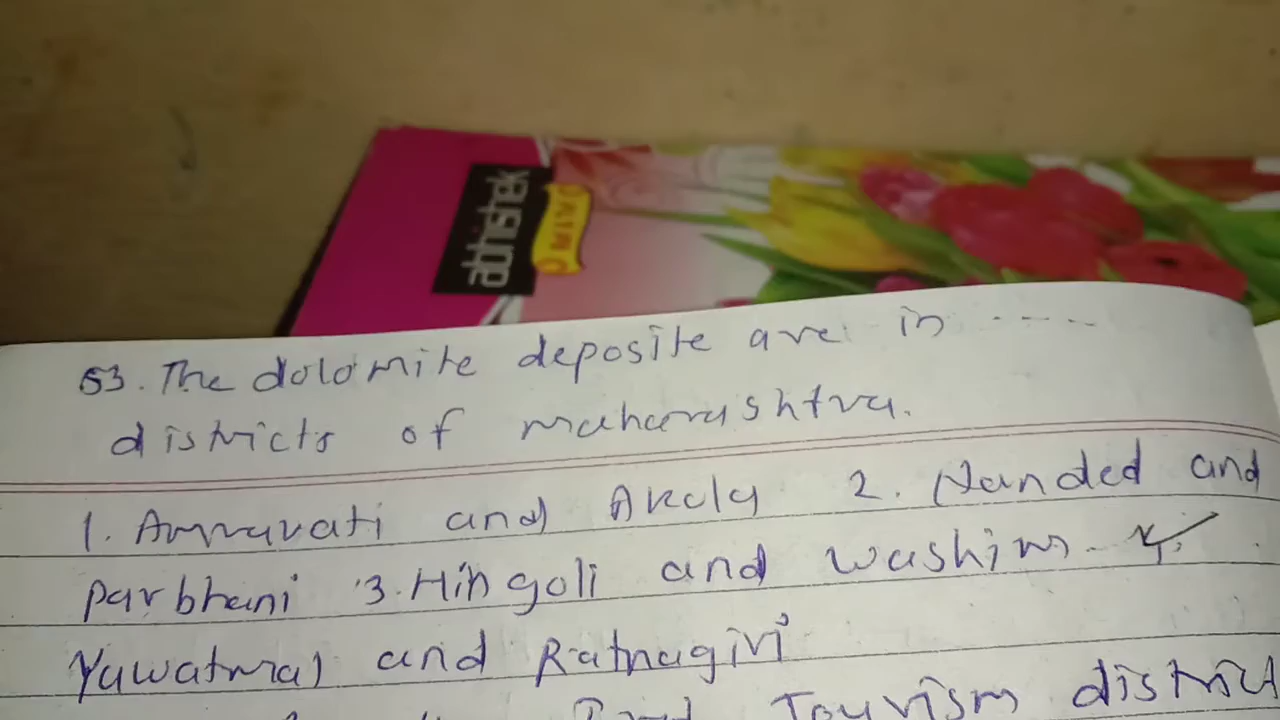 abhishek
53. The dolomite deposite are in .....
districts of maharashtra.
1. Amravati and Akola 2. Nanded and
parbhani 3. Hingoli and washim. 4.
Yawatmal and Ratnagiri
Tourism district